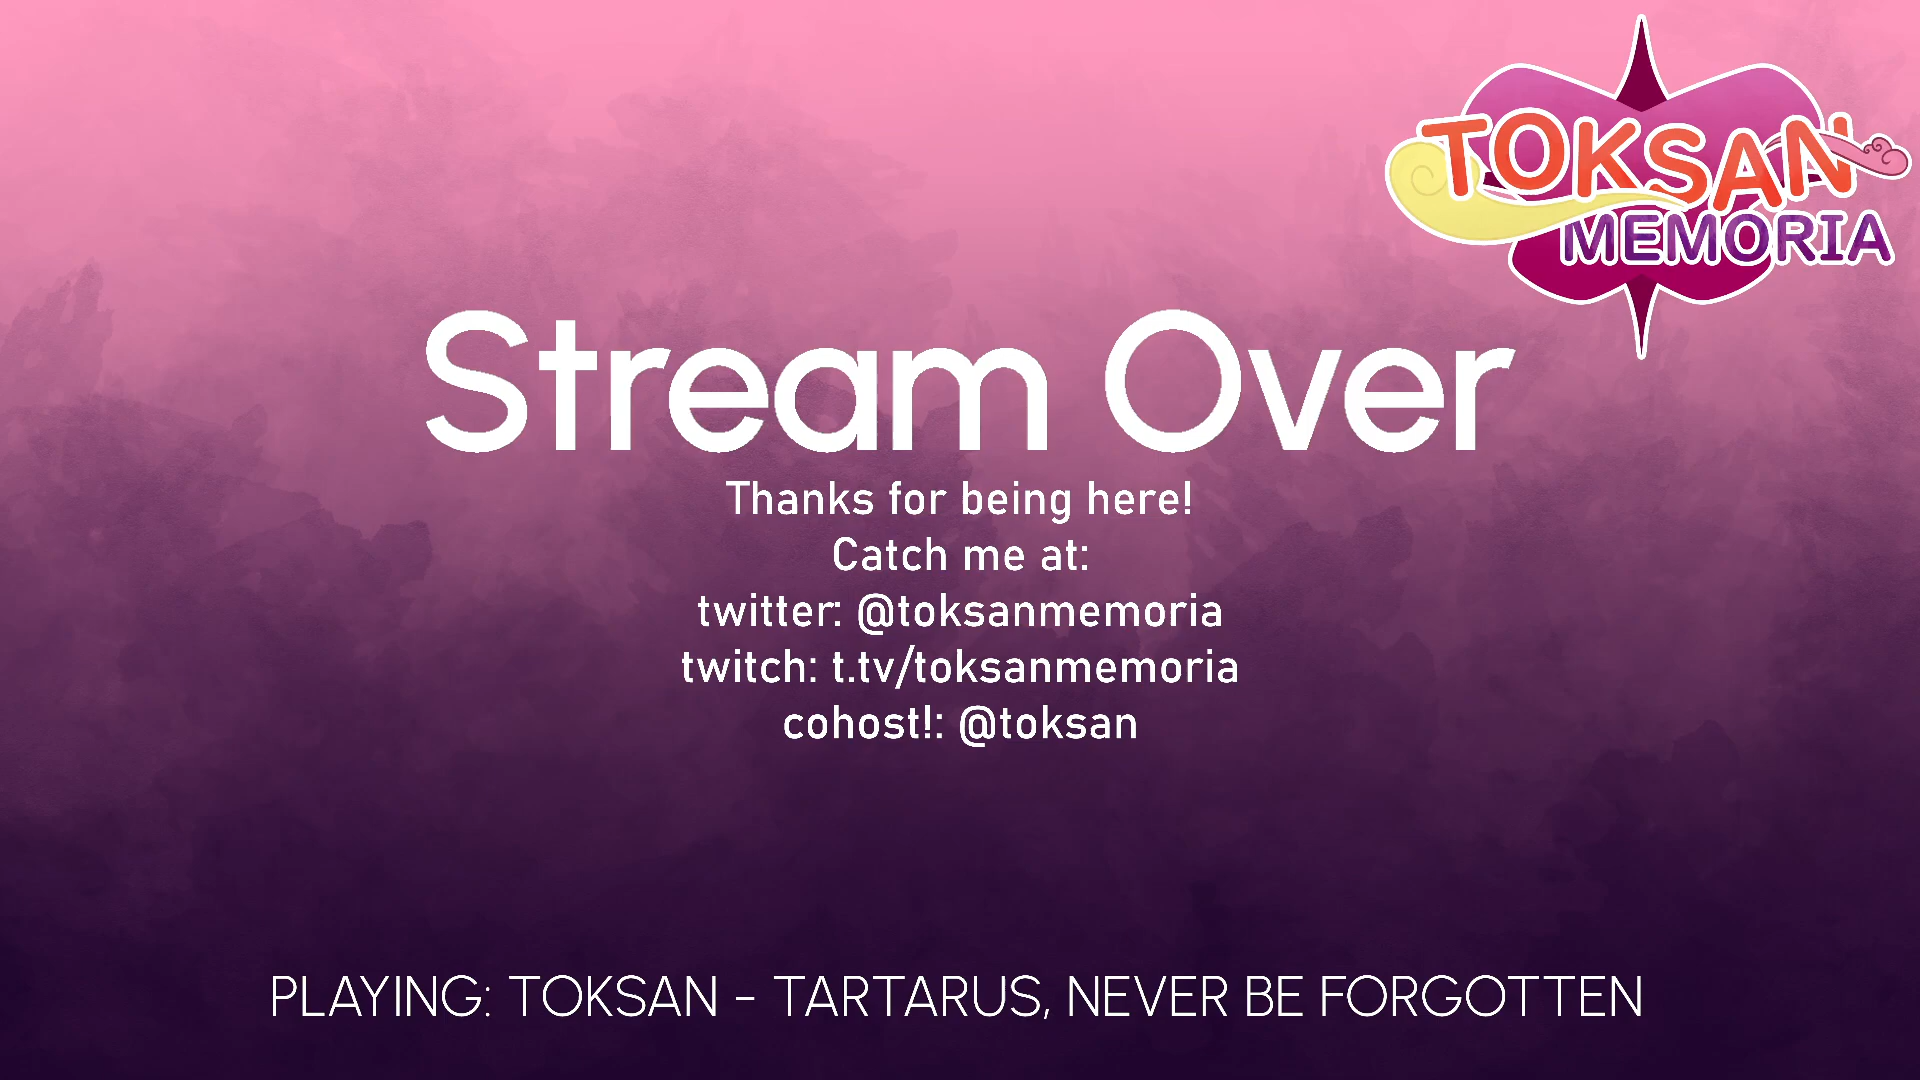 TOKSAN
MEMORIA
Stream Over
Thanks for being here!
Catch me at:
twitter: @toksanmemoria
twitch: t.tv/toksanmemoria
cohost!: @toksan
PLAYING: TOKSAN - TARTARUS, NEVER BE FORGOTTEN